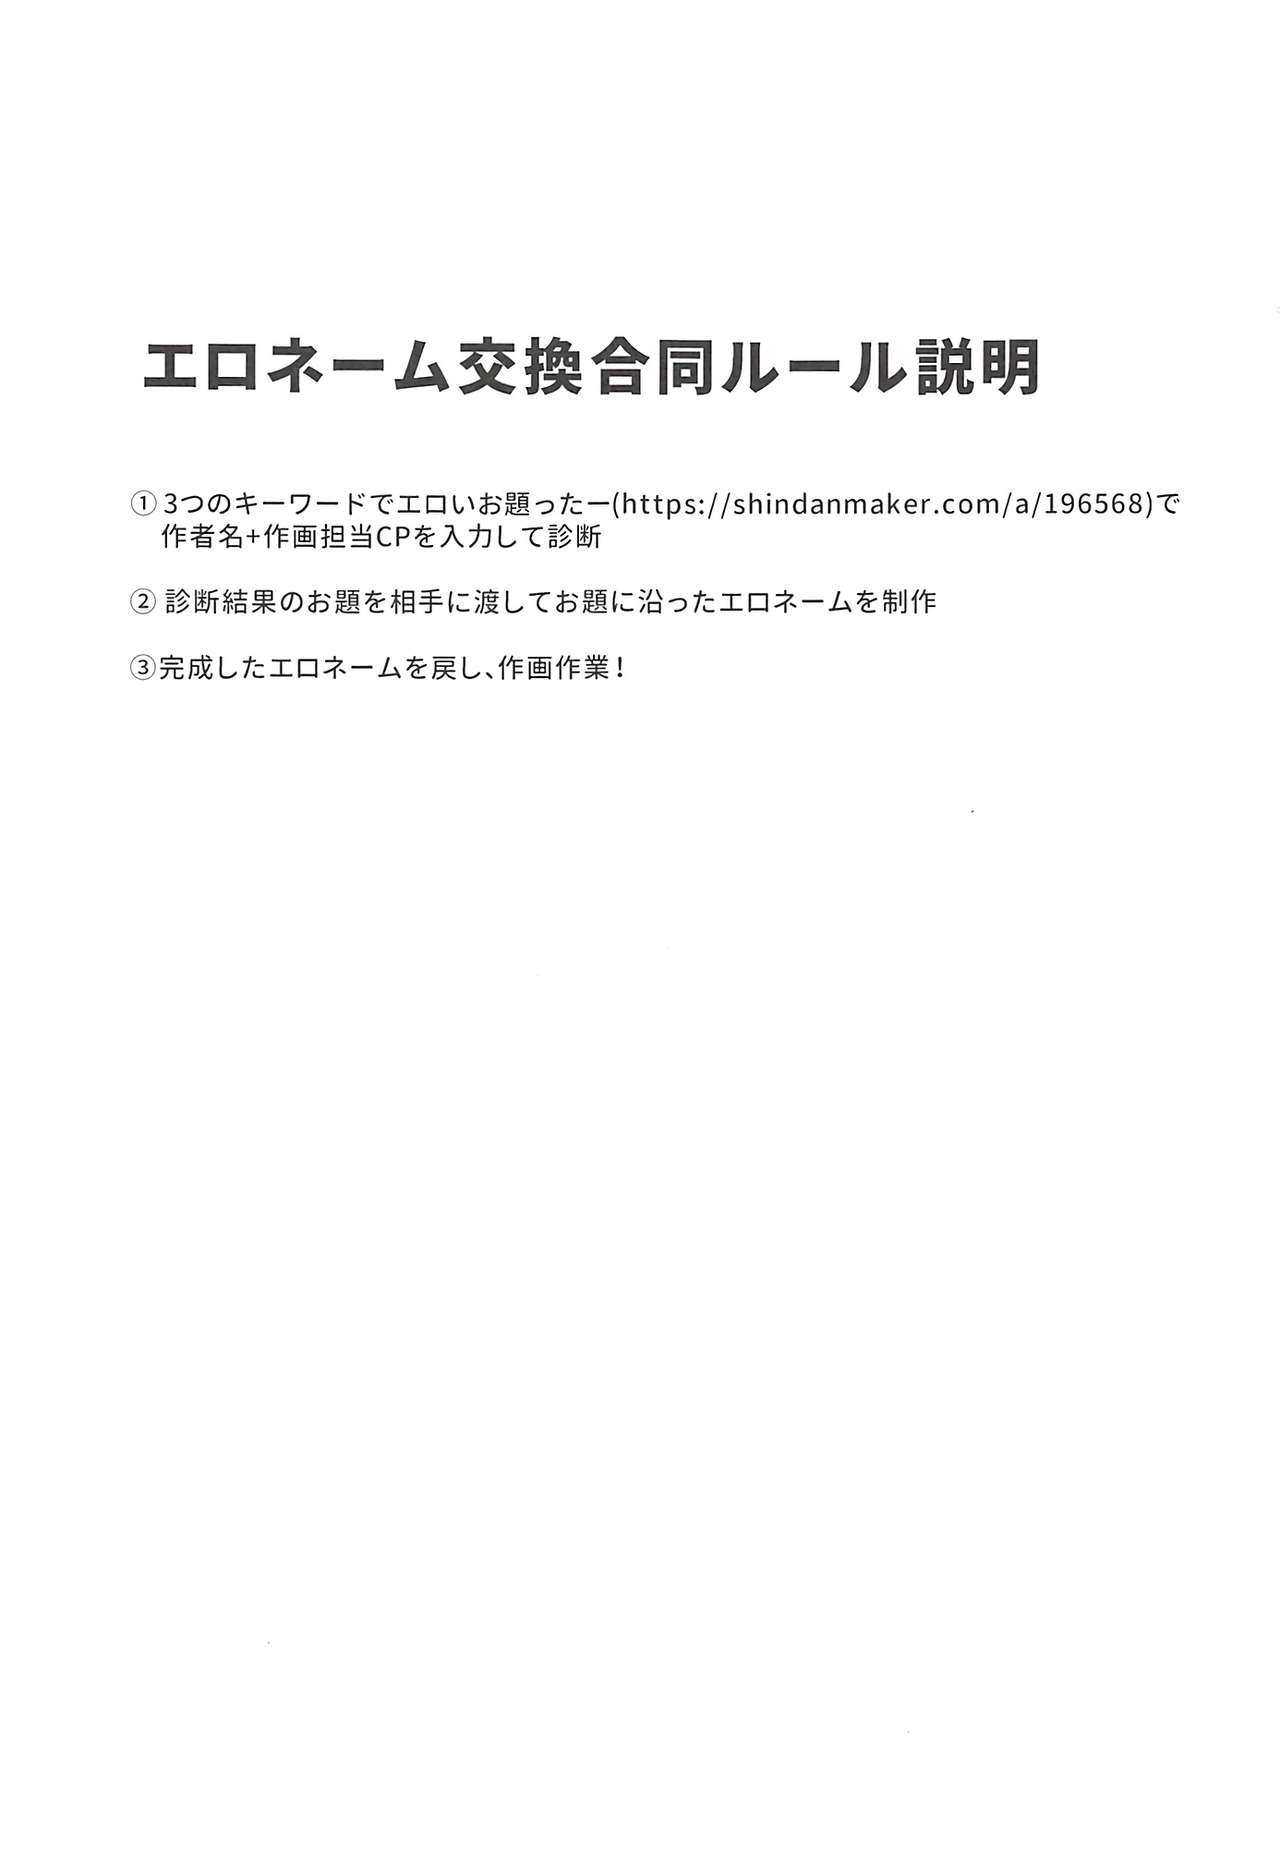 エロネーム交換合同ルール説明
① 3つのキーワードでエロいお題ったー(https://shindanmaker.com/a/196568)で
作者名+作画担当CPを入力して診断
② 診断結果のお題を相手に渡してお題に沿ったエロネームを制作
③完成したエロネームを戻し、作画作業！